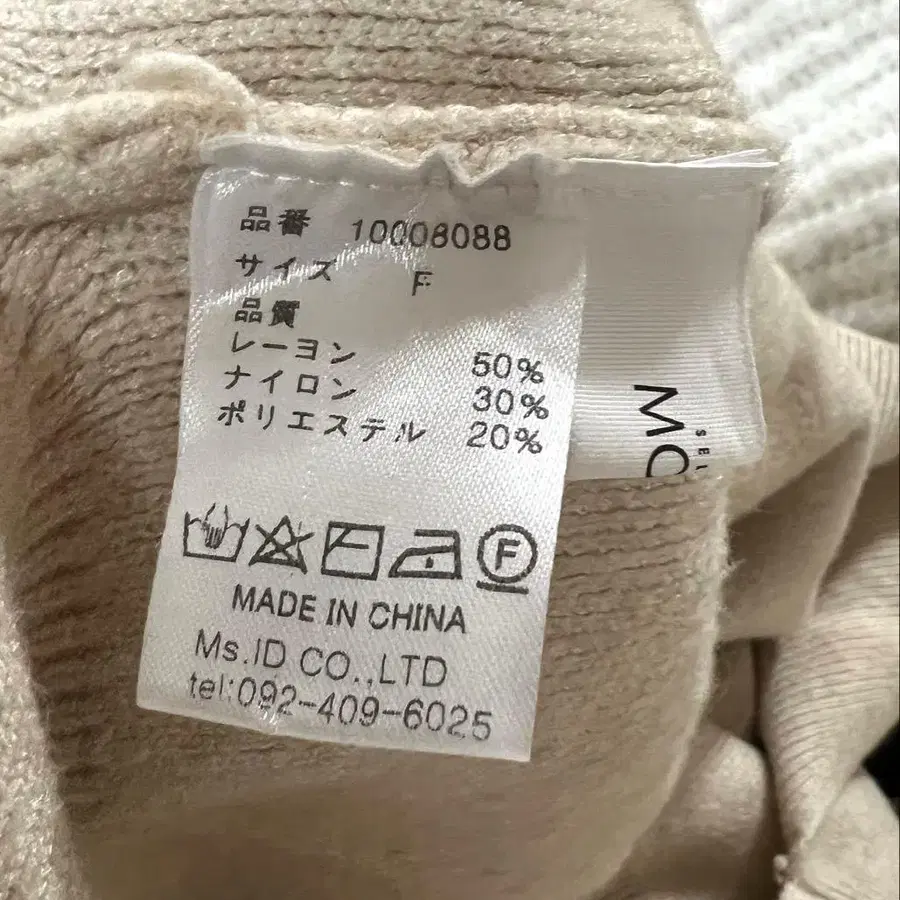 品番 10008088
サイズ F
品質
レーヨン 50%
ナイロン 30%
ポリエステル 20%
F
MADE IN CHINA
Ms.ID CO.,LTD
tel:092-409-6025